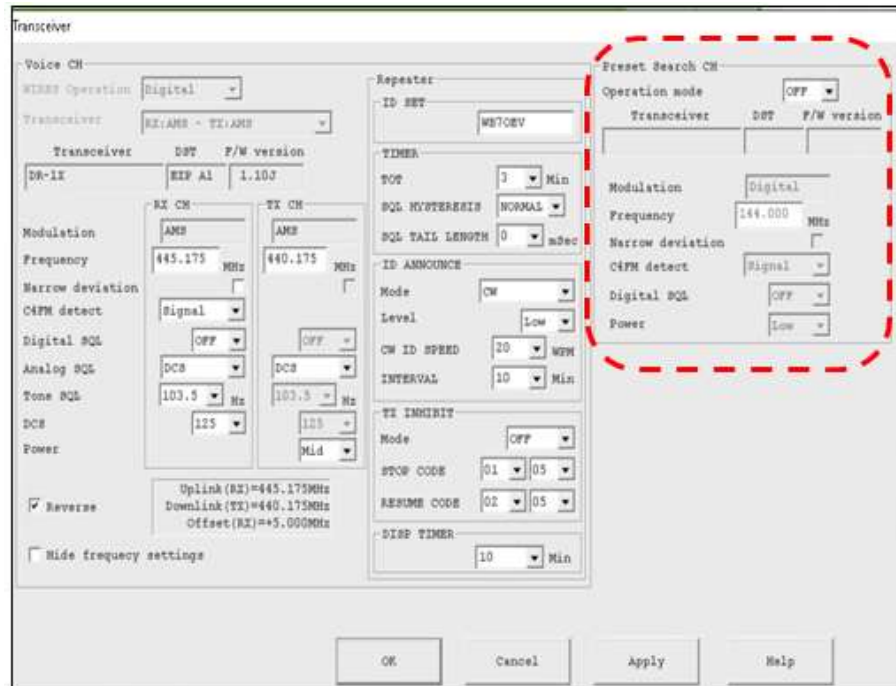 Transceiver
Voice CH
WIRES Operation Digital
Transceiver RX:AMS - TX:AMS
Transceiver DST F/W version
DR-1X EXP A1 1.10J
RX CH TX CH
Modulation AMS AMS
Frequency 445.175 MHz 440.175 MHz
Narrow deviation
C4FM detect Signal
Digital SQL OFF OFF
Analog SQL DCS DCS
Tone SQL 103.5 Hz 103.5 Hz
DCS 125 125
Power Mid
Reverse
Uplink(RX)=445.175MHz
Downlink(TX)=440.175MHz
Offset(RX)=+5.000MHz
Hide frequecy settings
Repeater
ID SET
WB7OEV
TIMER
TOT 3 Min
SQL HYSTERESIS NORMAL
SQL TAIL LENGTH 0 mSec
ID ANNOUNCE
Mode CW
Level Low
CW ID SPEED 20 WPM
INTERVAL 10 Min
TX INHIBIT
Mode OFF
STOP CODE 01 05
RESUME CODE 02 05
DISP TIMER
10 Min
Preset Search CH
Operation mode OFF
Transceiver DST F/W version
Modulation Digital
Frequency 144.000 MHz
Narrow deviation
C4FM detect Signal
Digital SQL OFF
Power Low
OK Cancel Apply Help